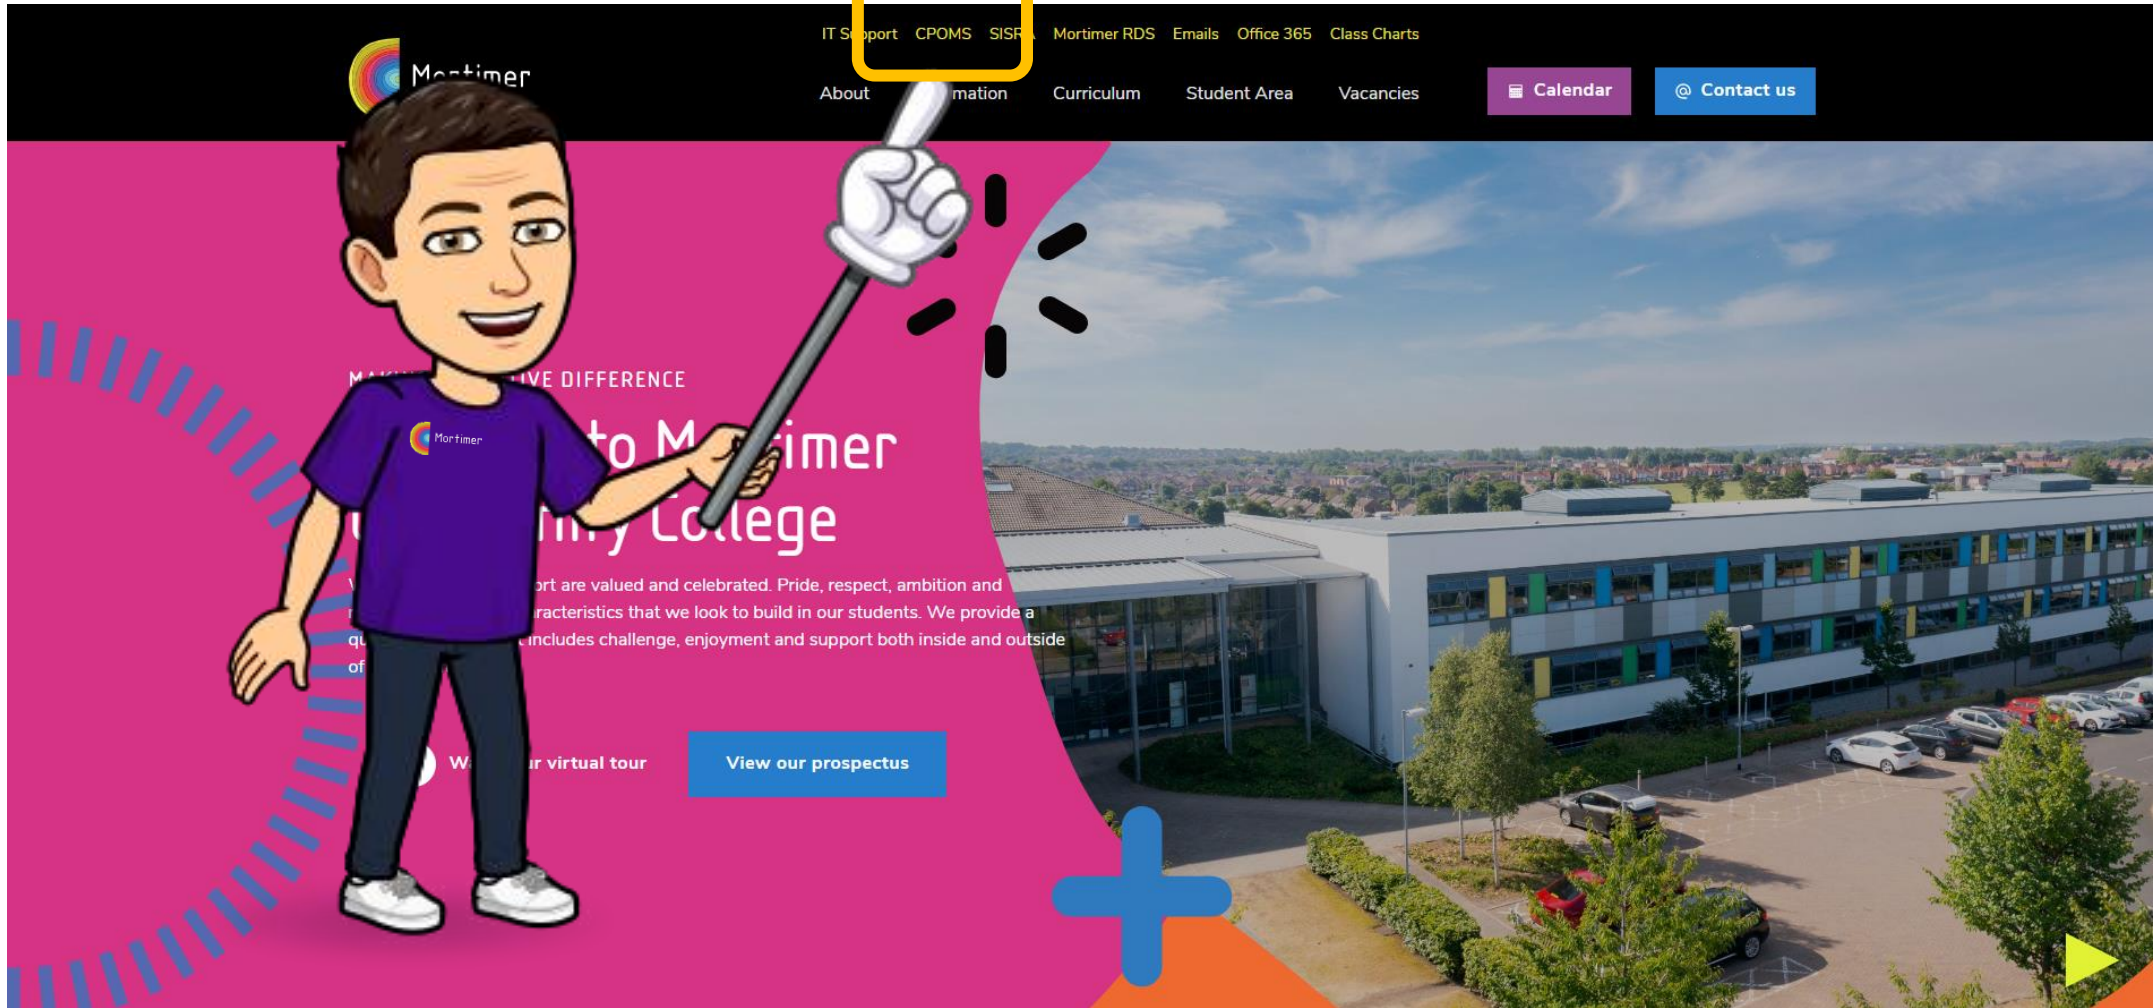 IT Support CPOMS SISRA Mortimer RDS Emails Office 365 Class Charts
Mortimer
About mation Curriculum Student Area Vacancies
Calendar
@ Contact us
VE DIFFERENCE
to Mortimer
College
Mortimer
ort are valued and celebrated. Pride, respect, ambition and
racteristics that we look to build in our students. We provide a
includes challenge, enjoyment and support both inside and outside
of
virtual tour
View our prospectus